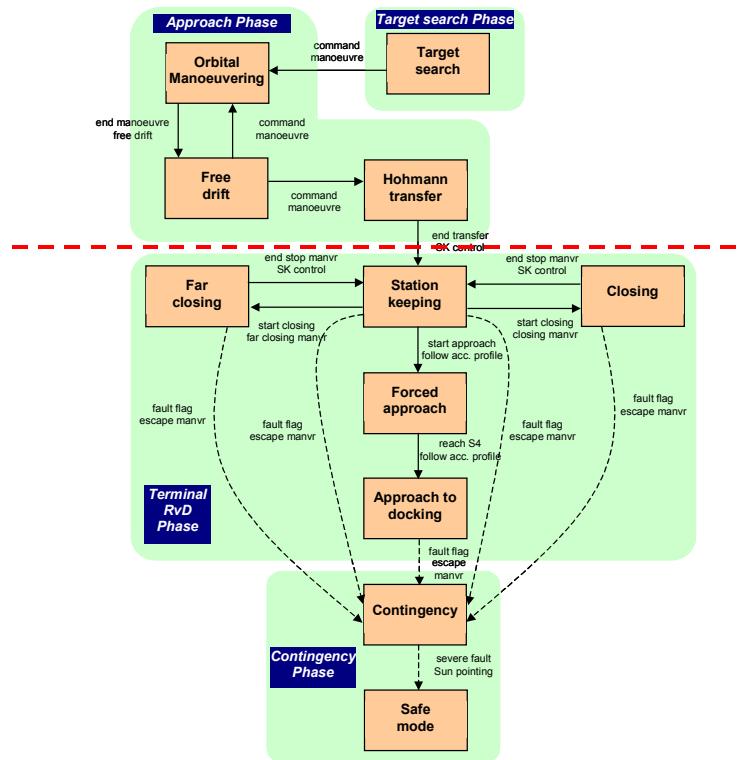 Approach Phase
Target search Phase
Orbital
Manoeuvering
command
manoeuvre
Target
search
end manoeuvre
free drift
command
manoeuvre
Free
drift
command
manoeuvre
Hohmann
transfer
end transfer
SK control
Far
closing
end stop manvr
SK control
Station
keeping
end stop manvr
SK control
Closing
start closing
far closing manvr
start closing
closing manvr
start approach
follow acc. profile
Forced
approach
fault flag
escape manvr
fault flag
escape manvr
fault flag
escape manvr
fault flag
escape manvr
reach S4
follow acc. profile
Terminal
RvD
Phase
Approach to
docking
fault flag
escape
manvr
Contingency
Contingency
Phase
severe fault
Sun pointing
Safe
mode